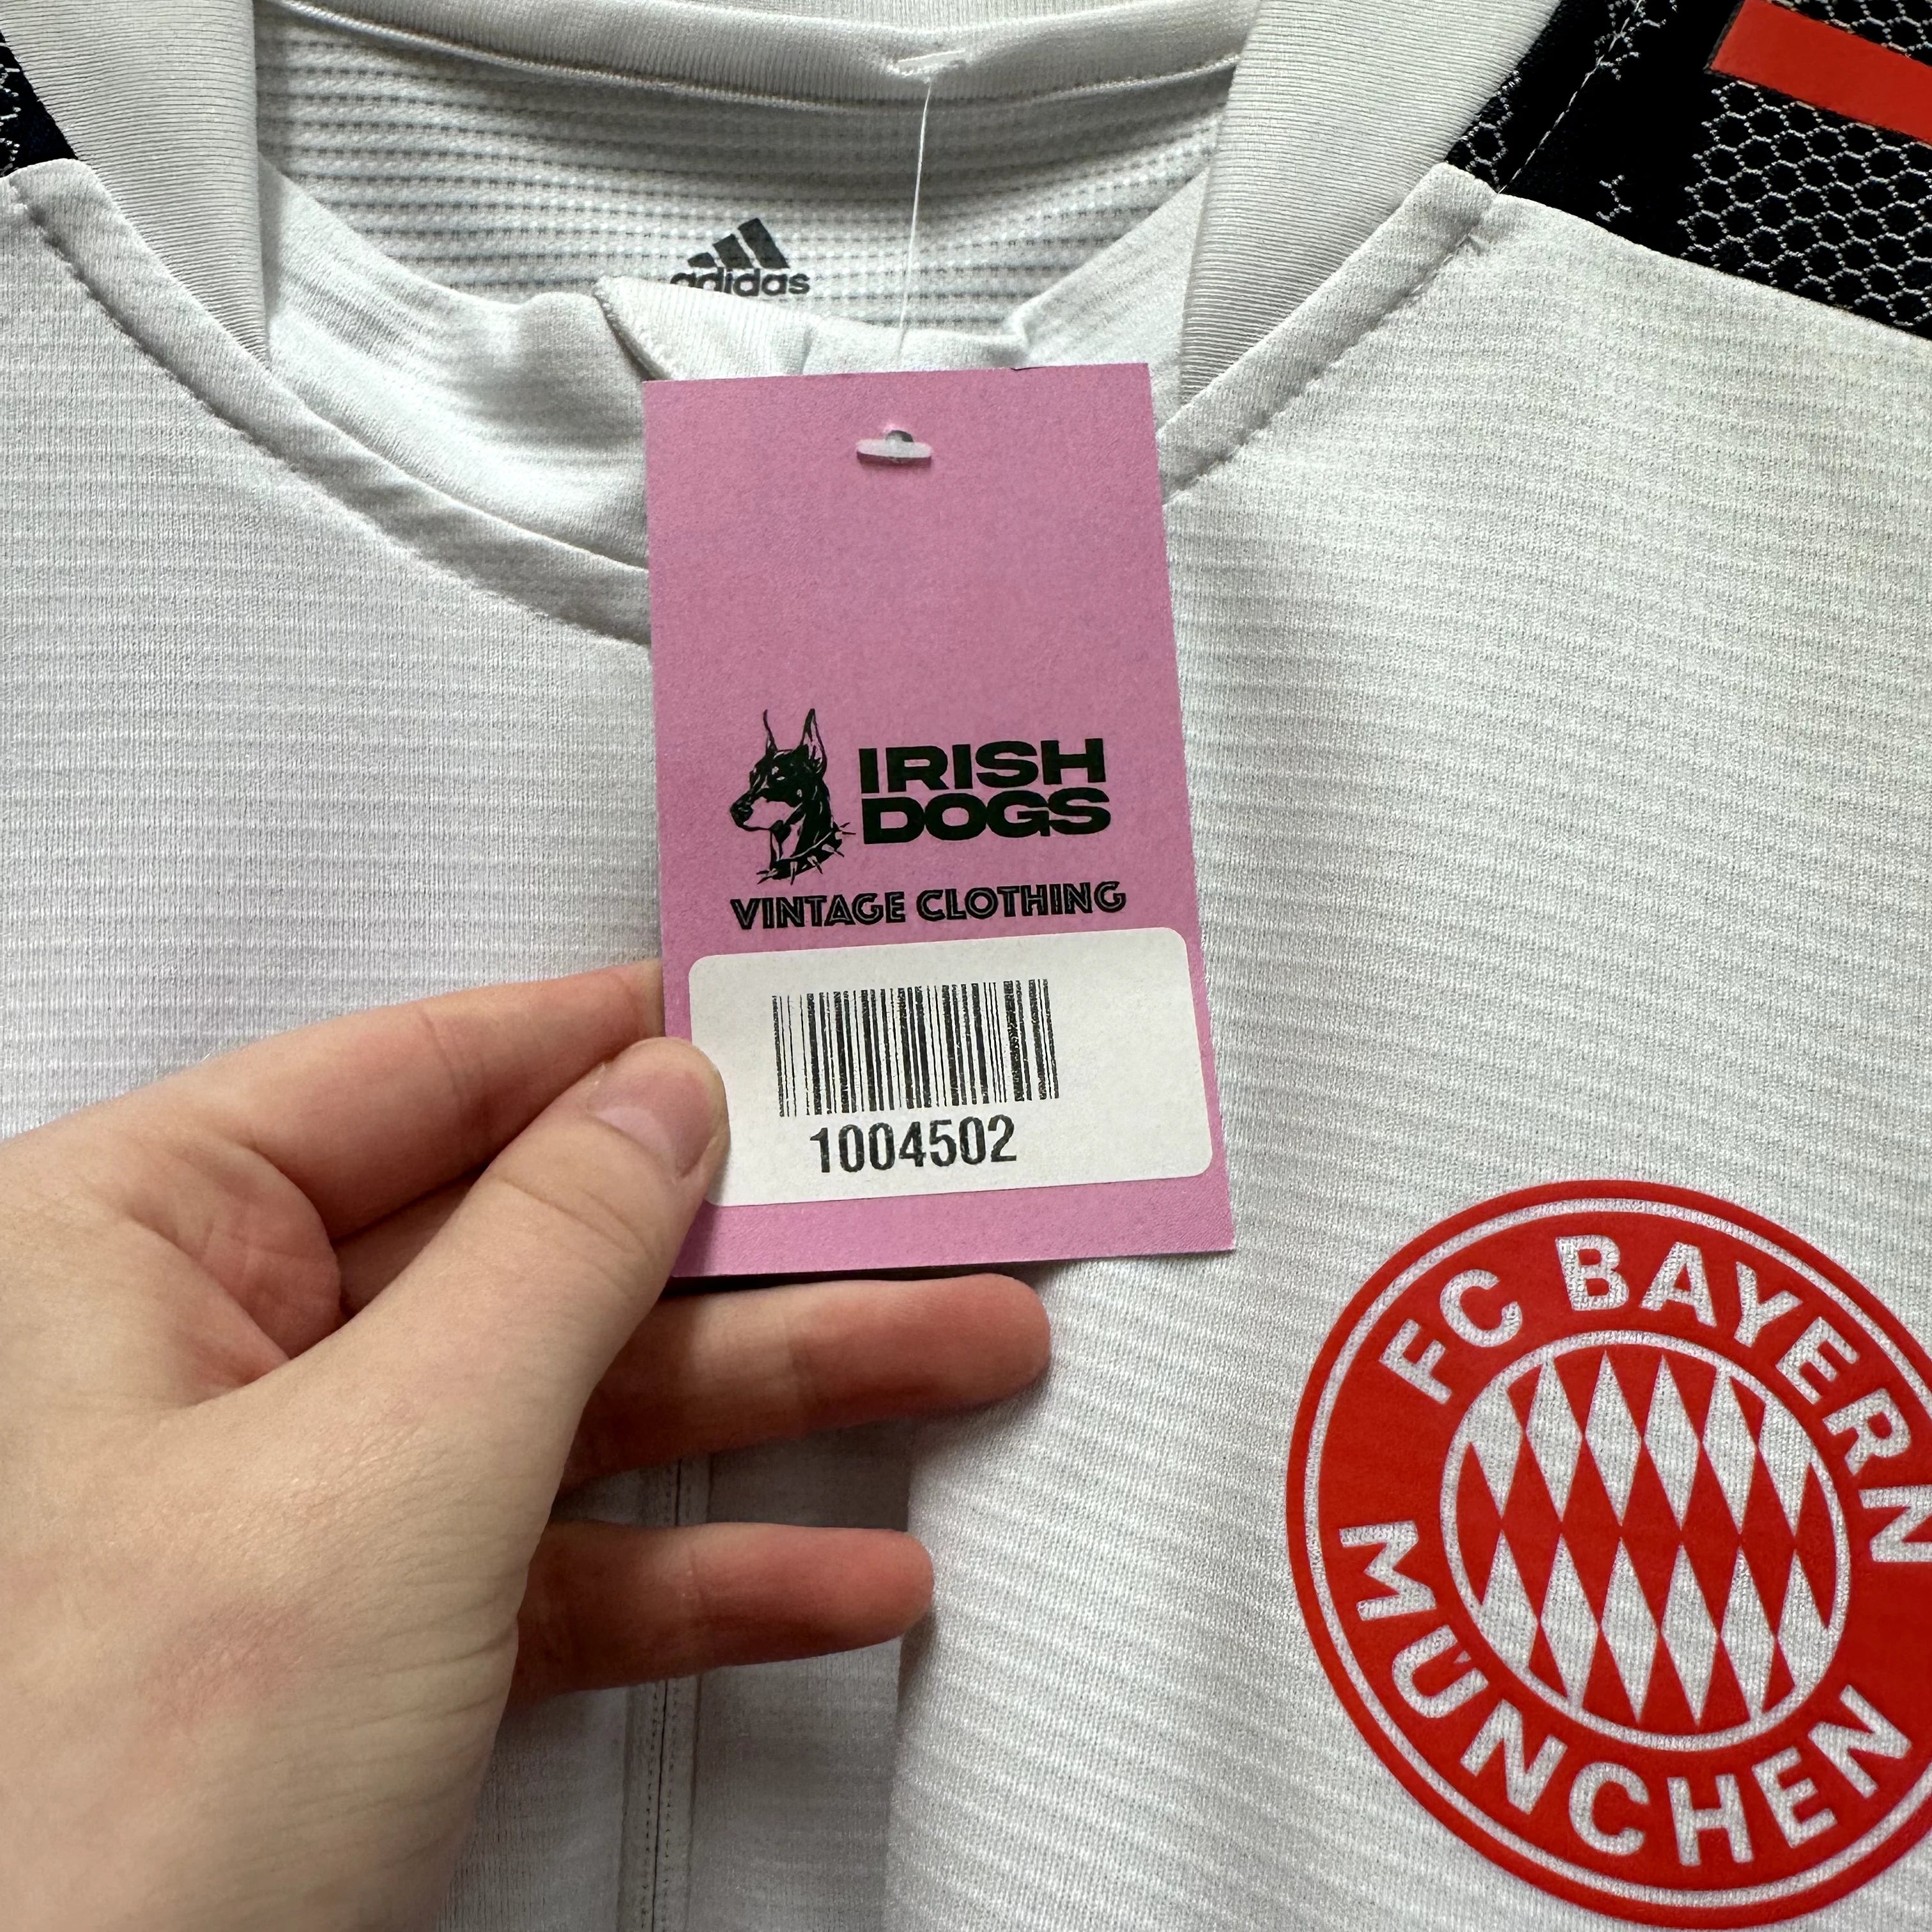 adidas
IRISH
DOGS
VINTAGE CLOTHING
1004502
FC BAYERN
MÜNCHEN